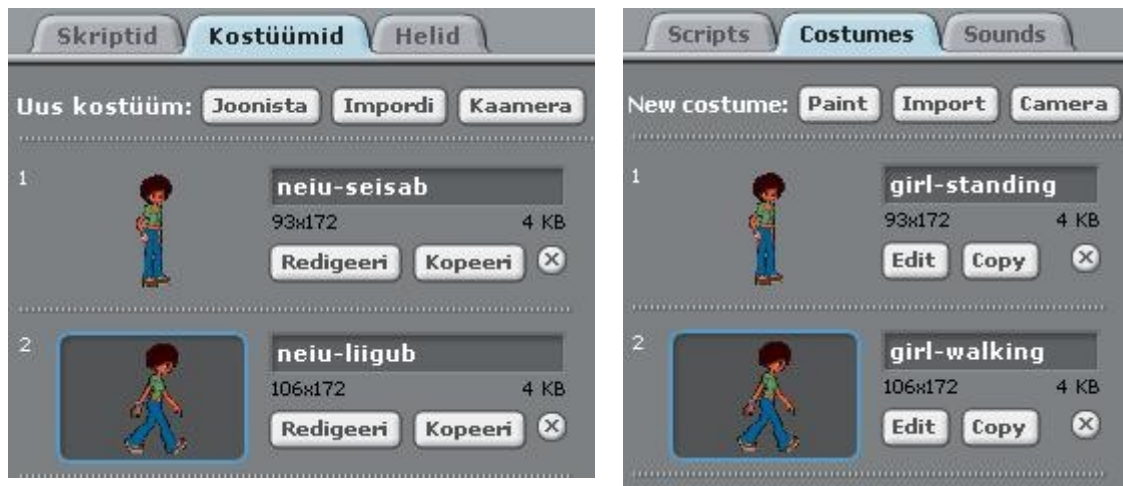 Skriptid Kostüümid Helid
Uus kostüüm: Joonista Impordi Kaamera
1
neiu-seisab
93x172 4 KB
Redigeeri Kopeeri
2
neiu-liigub
106x172 4 KB
Redigeeri Kopeeri
Scripts Costumes Sounds
New costume: Paint Import Camera
1
girl-standing
93x172 4 KB
Edit Copy
2
girl-walking
106x172 4 KB
Edit Copy